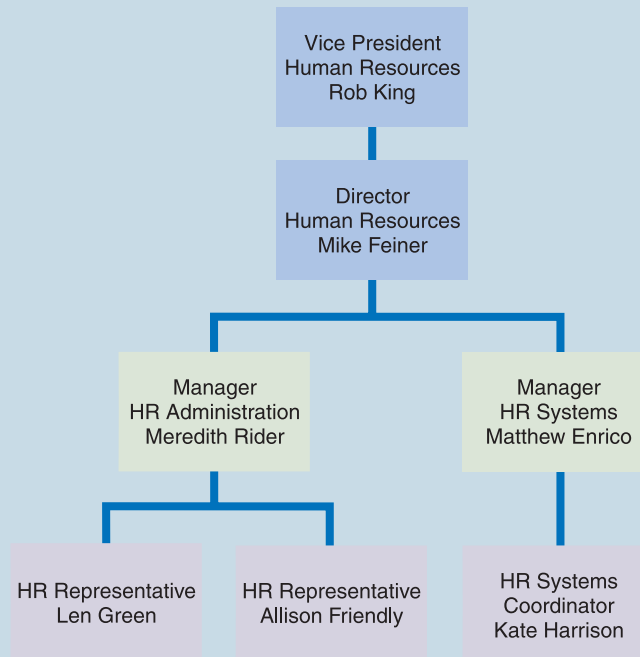 Vice President
Human Resources
Rob King
Director
Human Resources
Mike Feiner
Manager
HR Administration
Meredith Rider
Manager
HR Systems
Matthew Enrico
HR Representative
Len Green
HR Representative
Allison Friendly
HR Systems
Coordinator
Kate Harrison